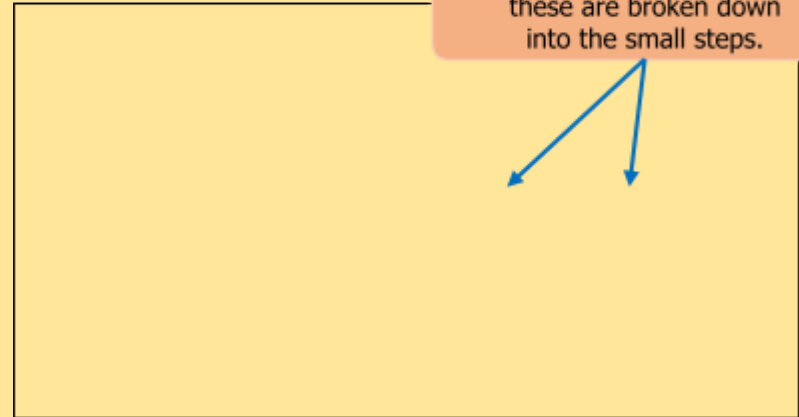 these are broken down
into the small steps.